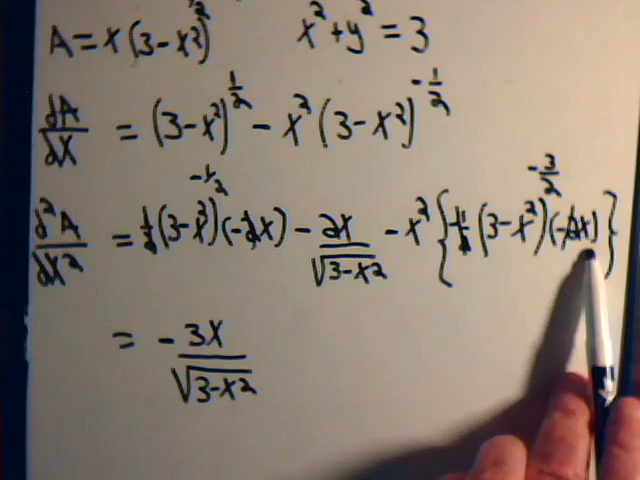 A = x(3-x²)^½ x²+y²=3
dA/dx = (3-x²)^½ - x²(3-x²)^-½
d²A/dx² = ½(3-x²)^-½(-2x) - 2x/√3-x² - x²{-½(3-x²)^-3/2(-2x)}
= -3x/√3-x²